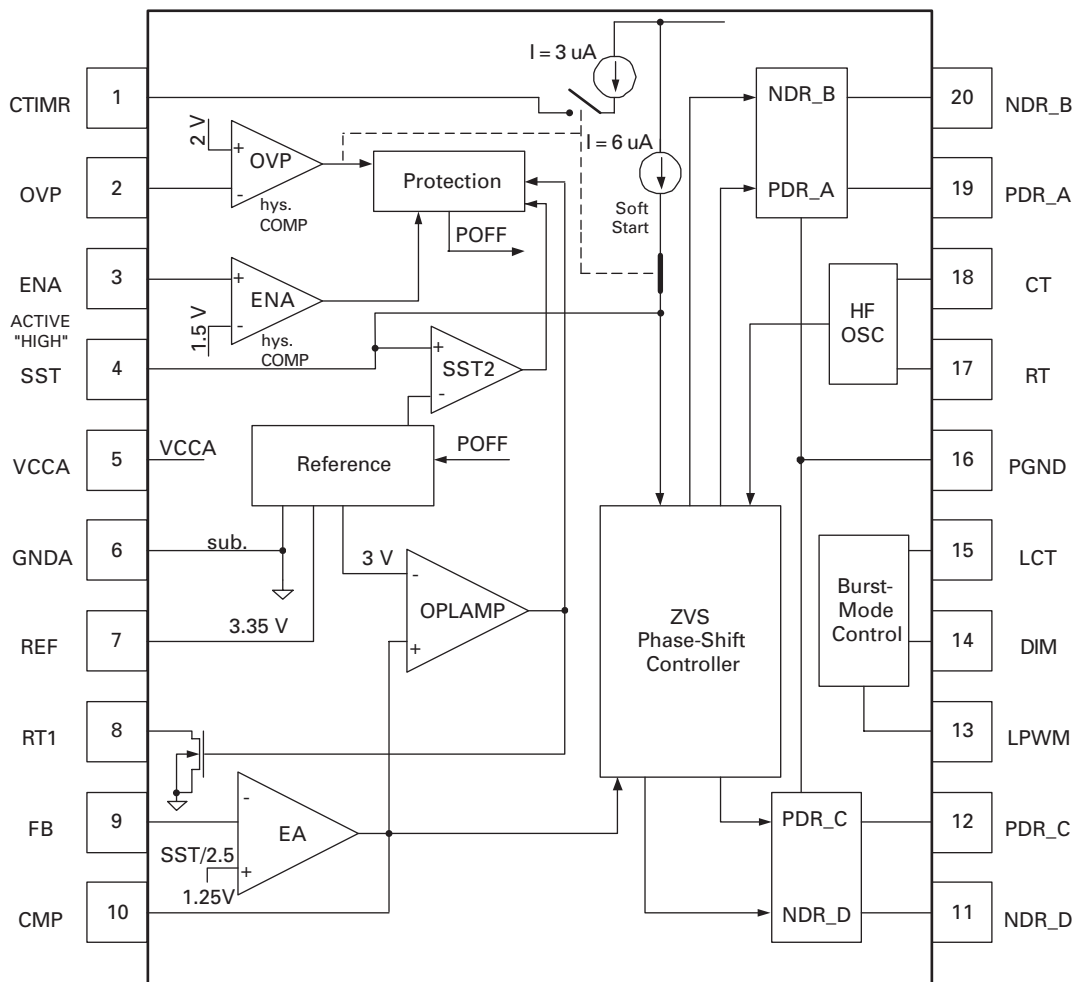 I = 3 uA
1
CTIMR
2 V
+
OVP
-
hys.
COMP
2
OVP
Protection
POFF
I = 6 uA
Soft
Start
NDR_B
PDR_A
20
NDR_B
19
PDR_A
3
ENA
ACTIVE
"HIGH"
+
ENA
-
1.5 V
hys.
COMP
4
SST
+
SST2
-
HF
OSC
18
CT
17
RT
5
VCCA
VCCA
Reference
POFF
16
PGND
6
GNDA
sub.
3 V
-
OPLAMP
+
7
REF
3.35 V
ZVS
Phase-Shift
Controller
Burst-
Mode
Control
15
LCT
14
DIM
13
LPWM
8
RT1
9
FB
-
EA
+
SST/2.5
1.25V
10
CMP
PDR_C
NDR_D
12
PDR_C
11
NDR_D